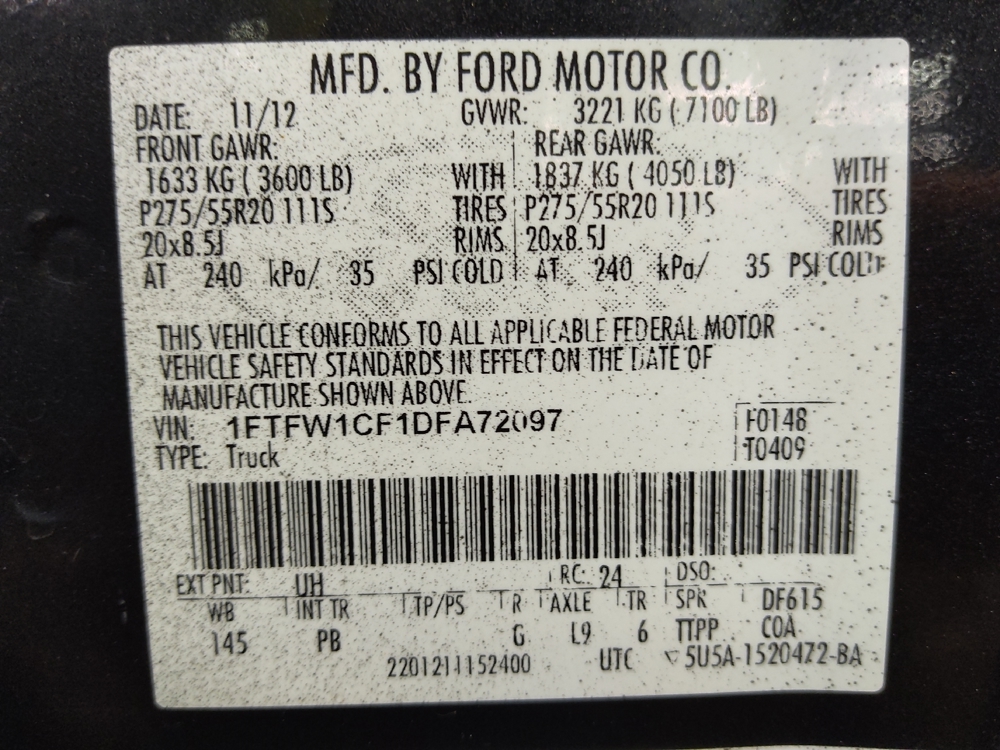 MFD. BY FORD MOTOR CO.
DATE: 11/12 GVWR: 3221 KG ( 7100 LB)
FRONT GAWR: REAR GAWR:
1633 KG ( 3600 LB) WITH 1837 KG ( 4050 LB) WITH
P275/55R20 111S TIRES P275/55R20 111S TIRES
20x8.5J RIMS 20x8.5J RIMS
AT 240 kPa/ 35 PSI COLD AT 240 kPa/ 35 PSI COLD
THIS VEHICLE CONFORMS TO ALL APPLICABLE FEDERAL MOTOR
VEHICLE SAFETY STANDARDS IN EFFECT ON THE DATE OF
MANUFACTURE SHOWN ABOVE.
VIN: 1FTFW1CF1DFA72097 F0148
TYPE: Truck T0409
EXT PNT: UH RC: 24 DSO:
WB INT TR TP/PS R AXLE TR SPR DF615
145 PB G L9 6 TTPP COA
2201211152400 UTC 5U5A-1520472-BA